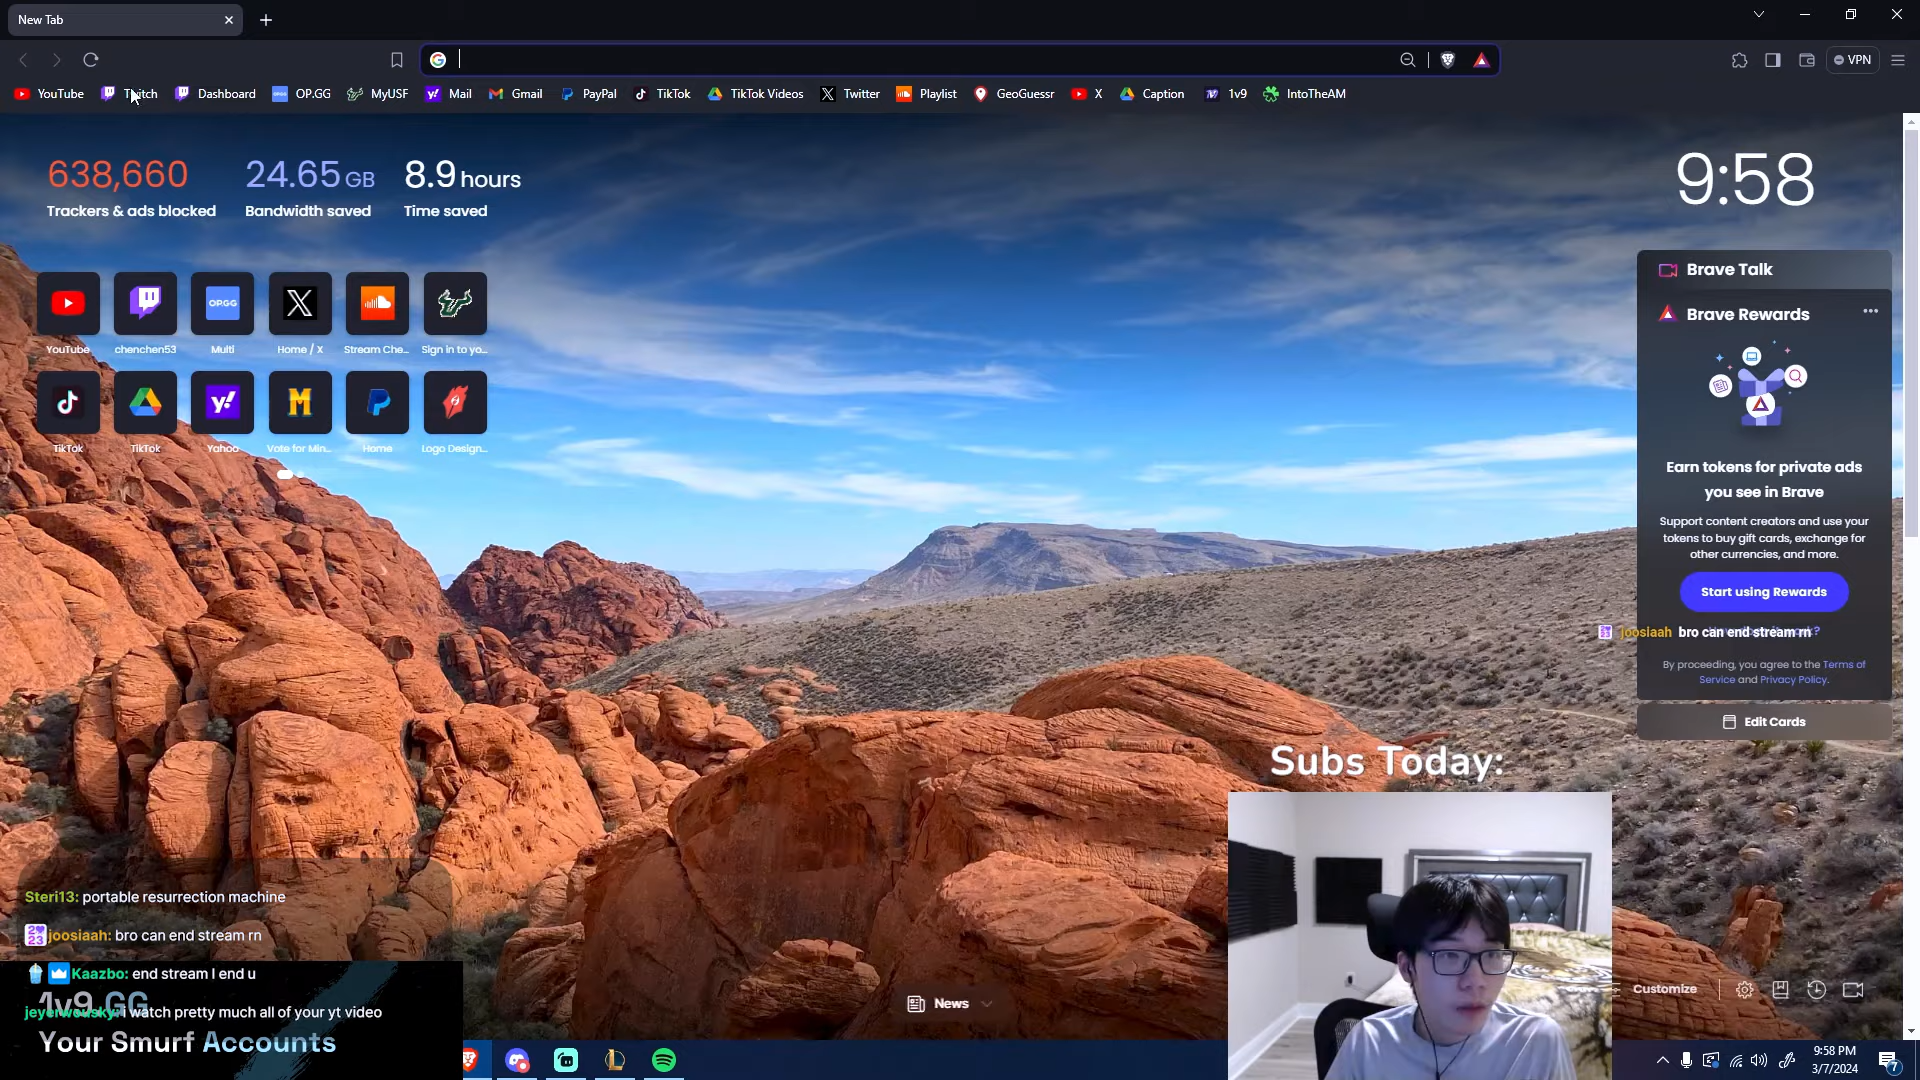 New Tab
VPN
YouTube Twitch Dashboard OP.GG MyUSF Mail Gmail PayPal TikTok TikTok Videos Twitter Playlist GeoGuessr X Caption 1v9 IntoTheAM
638,660 24.65 GB 8.9 hours
Trackers & ads blocked Bandwidth saved Time saved
9:58
Brave Talk
Brave Rewards
OP.GG
YouTube chenchen53 Multi Home / X Stream Che... Sign in to yo...
TikTok TikTok Yahoo Vote for Min... Home Logo Design...
Earn tokens for private ads
you see in Brave
Support content creators and use your
tokens to buy gift cards, exchange for
other currencies, and more.
Start using Rewards
joosiaah bro can end stream rn
By proceeding, you agree to the Terms of
Service and Privacy Policy.
Edit Cards
Subs Today:
Steri13: portable resurrection machine
joosiaah: bro can end stream rn
Kaazbo: end stream I end u
1v9.GG
jeyerwousky: i watch pretty much all of your yt video
Your Smurf Accounts
News
Customize
9:58 PM
3/7/2024
7